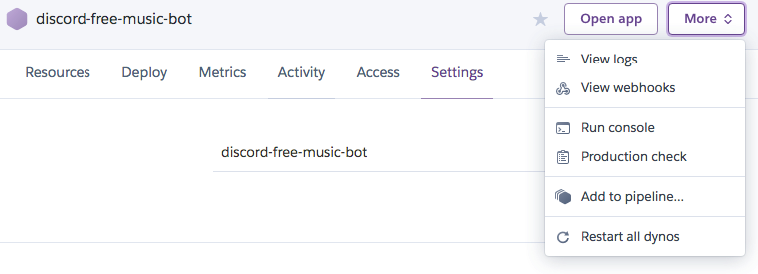 discord-free-music-bot
Open app
More
Resources
Deploy
Metrics
Activity
Access
Settings
View logs
View webhooks
Run console
Production check
Add to pipeline...
Restart all dynos
discord-free-music-bot